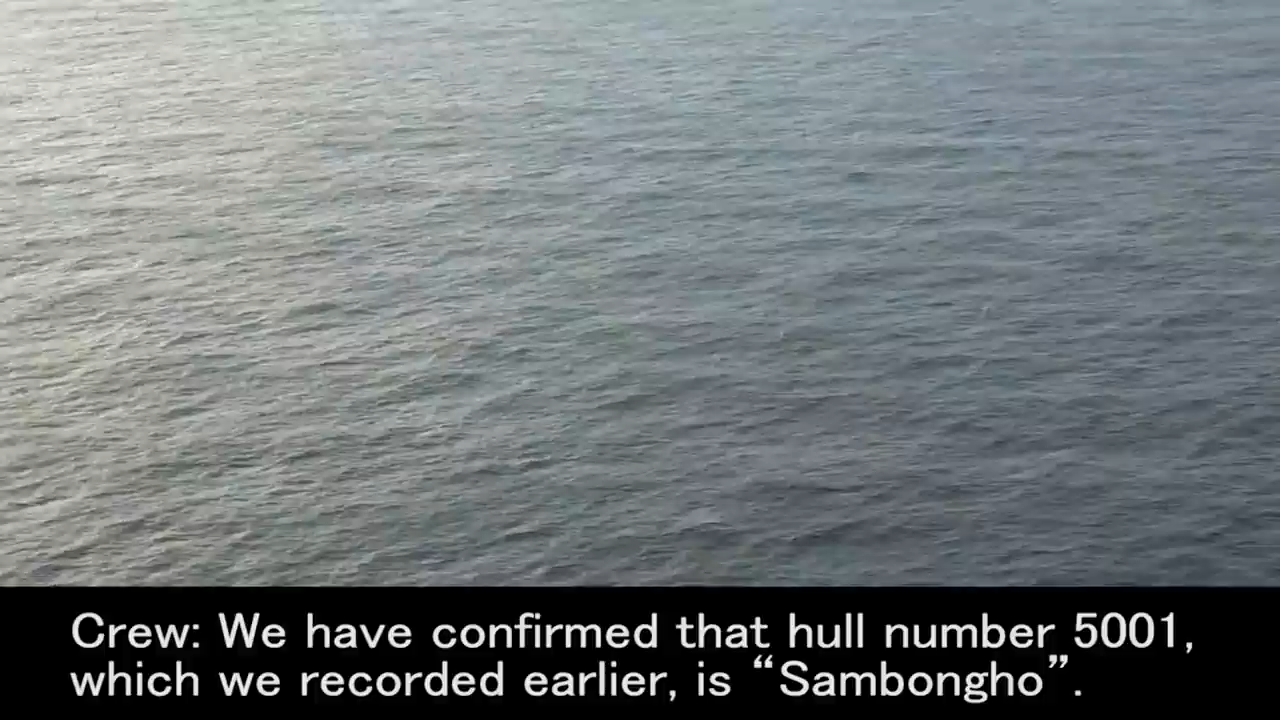 Crew: We have confirmed that hull number 5001,
which we recorded earlier, is “Sambongho”.